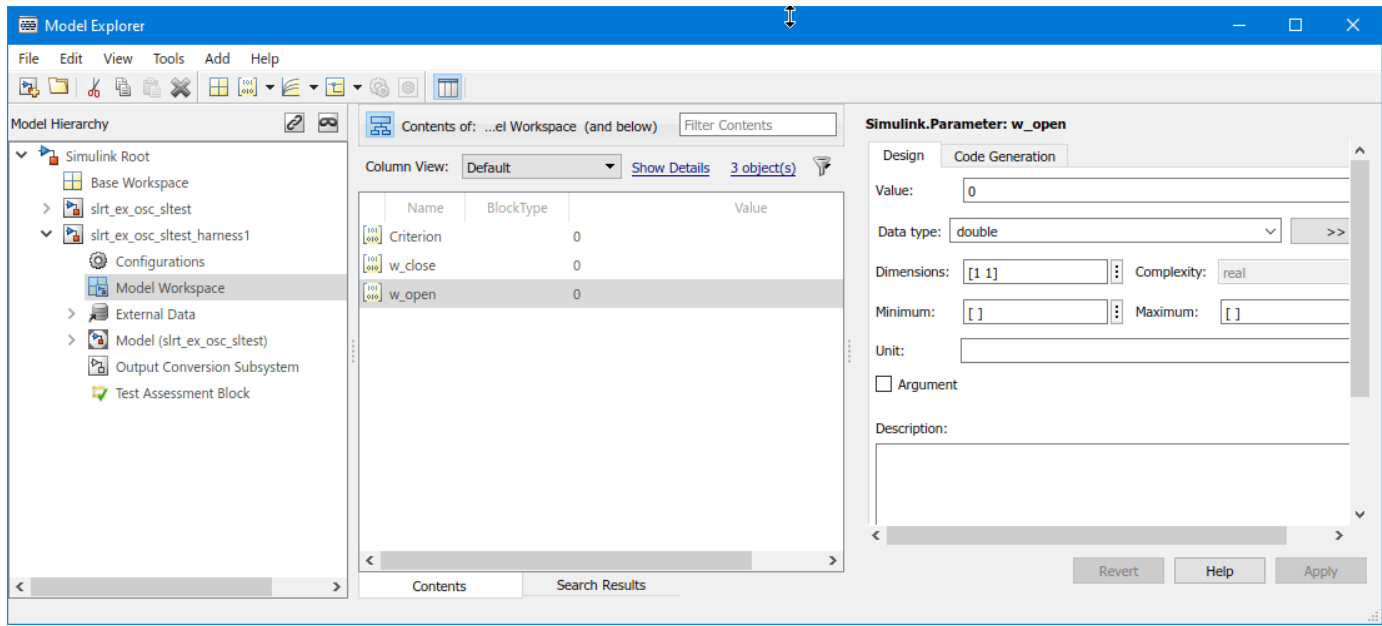 Model Explorer
File Edit View Tools Add Help
Model Hierarchy
Simulink Root
Base Workspace
slrt_ex_osc_sltest
slrt_ex_osc_sltest_harness1
Configurations
Model Workspace
External Data
Model (slrt_ex_osc_sltest)
Output Conversion Subsystem
Test Assessment Block
Contents of: ...el Workspace (and below) Filter Contents
Column View: Default Show Details 3 object(s)
Name BlockType Value
Criterion 0
w_close 0
w_open 0
Contents Search Results
Simulink.Parameter: w_open
Design Code Generation
Value: 0
Data type: double >>
Dimensions: [1 1] Complexity: real
Minimum: [ ] Maximum: [ ]
Unit:
Argument
Description:
Revert Help Apply